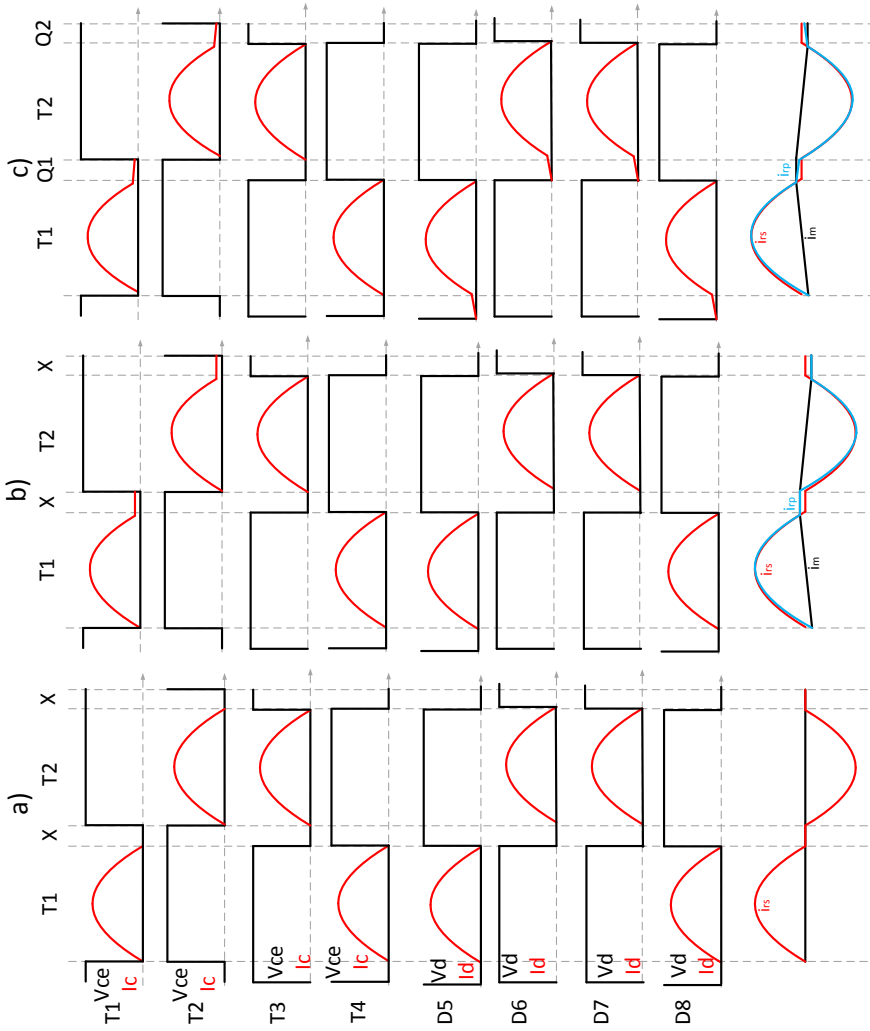 a) b) c)
T1 X T2 X T1 X T2 X T1 Q1 T2 Q2
T1 Vce
Ic
T2 Vce
Ic
T3 Vce
Ic
T4 Vce
Ic
D5 Vd
Id
D6 Vd
Id
D7 Vd
Id
D8 Vd
Id
irs irs irp im irs irp im